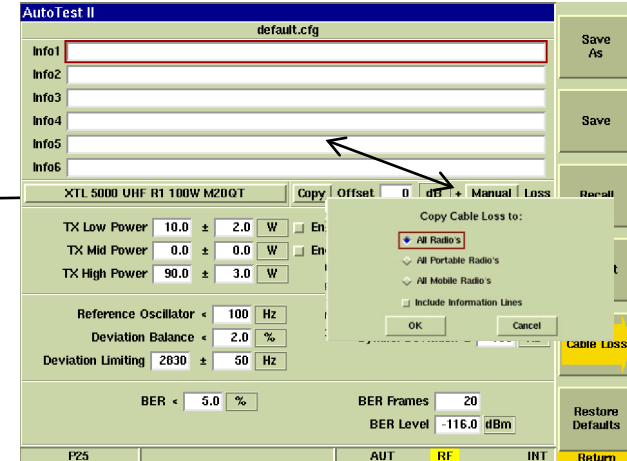 AutoTest II
default.cfg
Save As
Info1
Info2
Info3
Save
Info4
Info5
Info6
XTL 5000 UHF R1 100W M20QT Copy Offset 0 dB + Manual Loss
Recall
Copy Cable Loss to:
All Radio's
All Portable Radio's
All Mobile Radio's
Include Information Lines
OK Cancel
TX Low Power 10.0 ± 2.0 W
TX Mid Power 0.0 ± 0.0 W
TX High Power 90.0 ± 3.0 W
Reference Oscillator < 100 Hz
Deviation Balance < 2.0 %
Cable Loss
Deviation Limiting 2830 ± 50 Hz
BER < 5.0 %
BER Frames 20
BER Level -116.0 dBm
Restore Defaults
P25 AUT RF INT Return